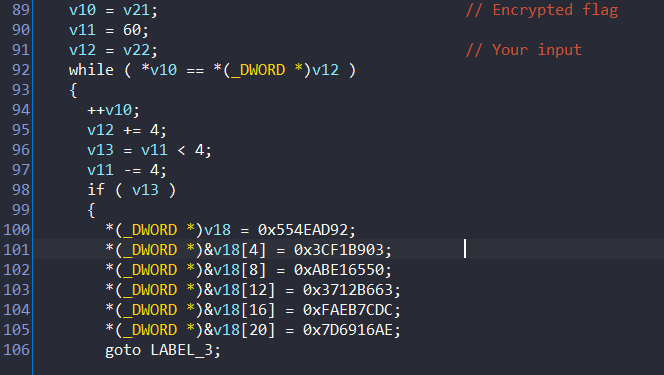 89 v10 = v21; // Encrypted flag
90 v11 = 60;
91 v12 = v22; // Your input
92 while ( *v10 == *(_DWORD *)v12 )
93 {
94 ++v10;
95 v12 += 4;
96 v13 = v11 < 4;
97 v11 -= 4;
98 if ( v13 )
99 {
100 *(_DWORD *)v18 = 0x554EAD92;
101 *(_DWORD *)&v18[4] = 0x3CF1B903;
102 *(_DWORD *)&v18[8] = 0xABE16550;
103 *(_DWORD *)&v18[12] = 0x3712B663;
104 *(_DWORD *)&v18[16] = 0xFAEB7CDC;
105 *(_DWORD *)&v18[20] = 0x7D6916AE;
106 goto LABEL_3;